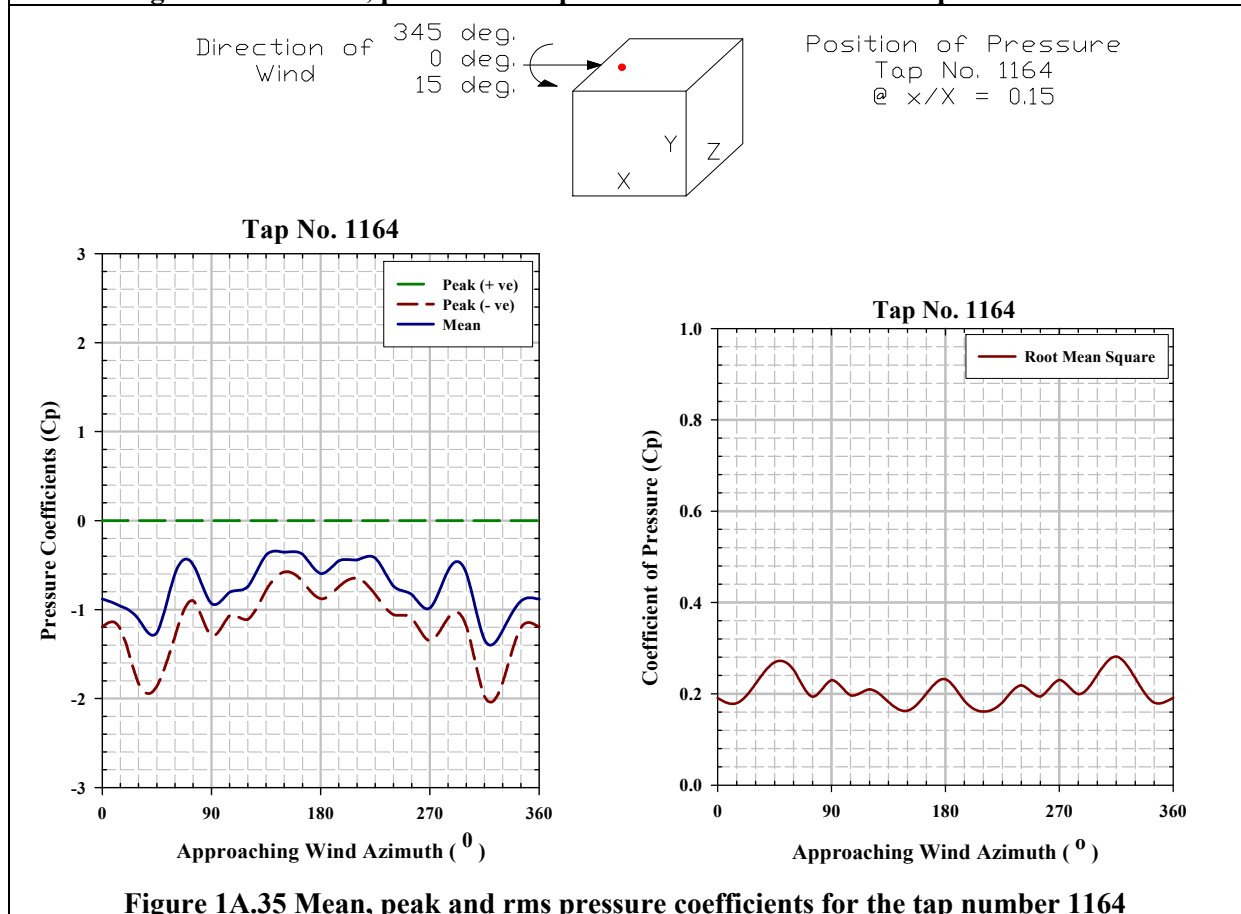 Direction of
Wind
345 deg.
0 deg.
15 deg.
Position of Pressure
Tap No. 1164
@ x/X = 0.15
X
Y
Z
Tap No. 1164
Peak (+ ve)
Peak (- ve)
Mean
Pressure Coefficients (Cp)
3
2
1
0
-1
-2
-3
0 90 180 270 360
Approaching Wind Azimuth ( 0 )
Tap No. 1164
Root Mean Square
Coefficient of Pressure (Cp)
1.0
0.8
0.6
0.4
0.2
0.0
0 90 180 270 360
Approaching Wind Azimuth ( o )
Figure 1A.35 Mean, peak and rms pressure coefficients for the tap number 1164